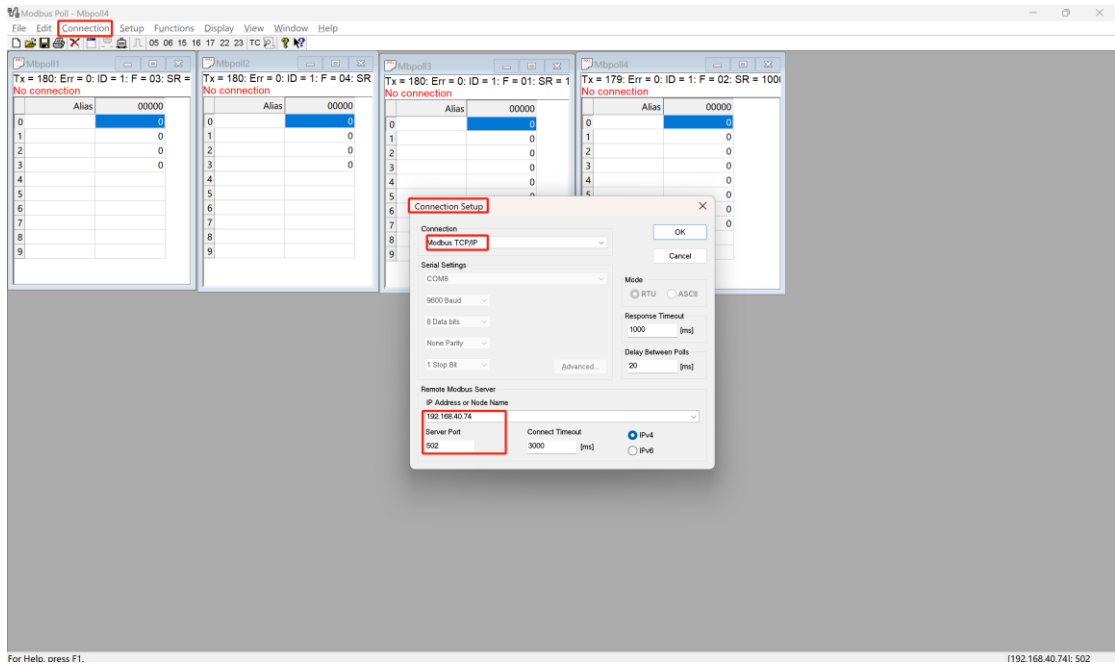 Modbus Poll - Mbpoll4
File Edit Connection Setup Functions Display View Window Help
05 06 15 16 17 22 23 TC
Mbpoll1
Tx = 180: Err = 0: ID = 1: F = 03: SR =
No connection
Alias 00000
0 0
1 0
2 0
3 0
4
5
6
7
8
9
Mbpoll2
Tx = 180: Err = 0: ID = 1: F = 04: SR
No connection
Alias 00000
0 0
1 0
2 0
3 0
4
5
6
7
8
9
Mbpoll3
Tx = 180: Err = 0: ID = 1: F = 01: SR = 1
No connection
Alias 00000
0 0
1 0
2 0
3 0
4 0
5 0
6
7
8
9
Mbpoll4
Tx = 179: Err = 0: ID = 1: F = 02: SR = 1000
No connection
Alias 00000
0 0
1 0
2 0
3 0
4 0
5 0
0
0
Connection Setup
Connection
Modbus TCP/IP
OK
Cancel
Serial Settings
COM6
9600 Baud
8 Data bits
None Parity
1 Stop Bit
Advanced...
Mode
RTU ASCII
Response Timeout
1000 [ms]
Delay Between Polls
20 [ms]
Remote Modbus Server
IP Address or Node Name
192.168.40.74
Server Port
502
Connect Timeout
3000 [ms]
IPv4
IPv6
For Help, press F1.
[192.168.40.74]: 502